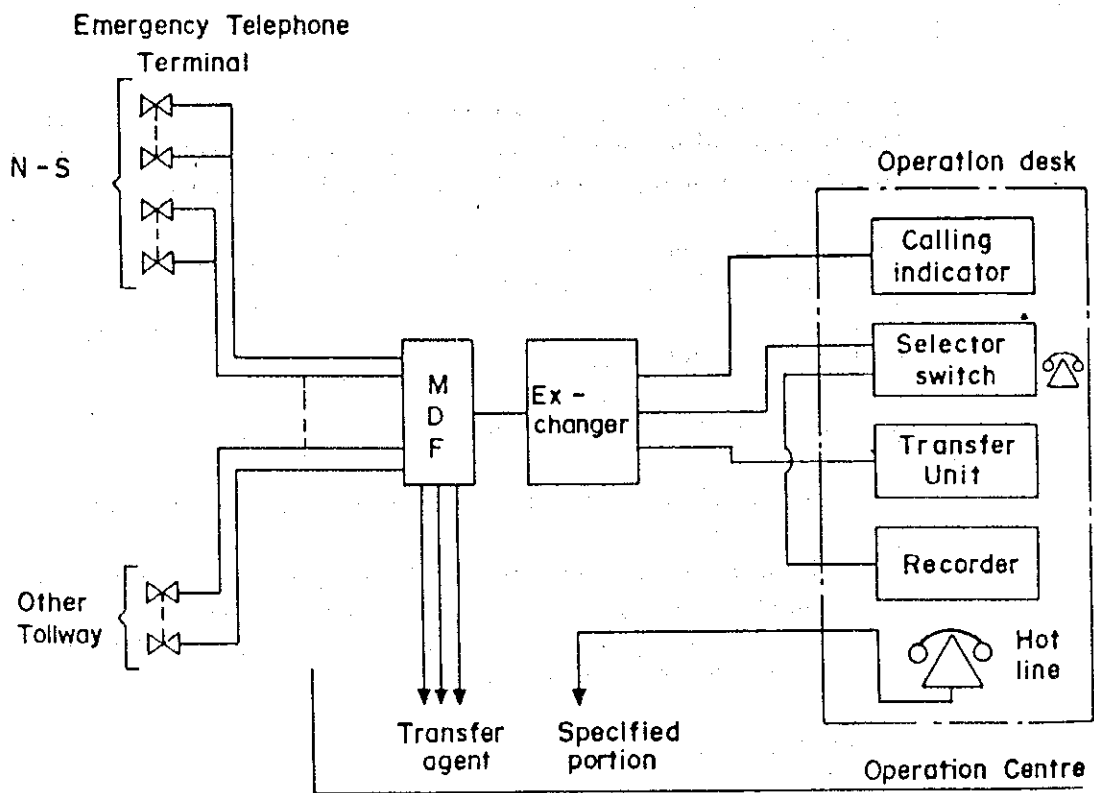 Emergency Telephone
Terminal
N-S
Operation desk
Calling
indicator
Selector
switch
M
D
F
Ex-
changer
Transfer
Unit
Recorder
Other
Tollway
Hot
line
Transfer
agent
Specified
portion
Operation Centre